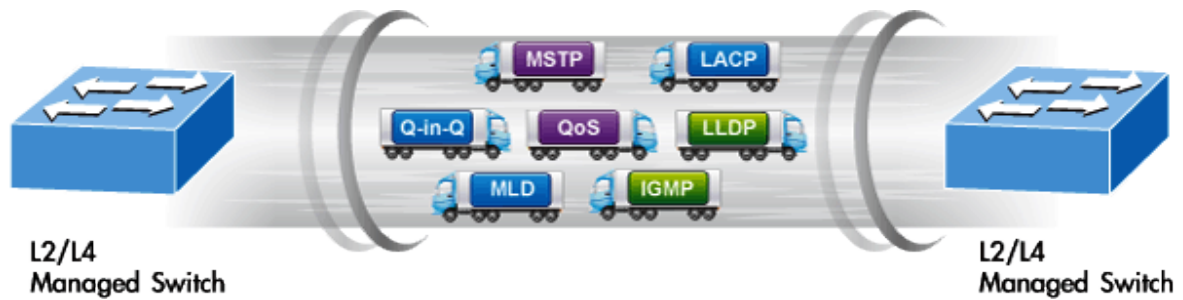 MSTP LACP
Q-in-Q QoS LLDP
MLD IGMP
L2/L4
Managed Switch
L2/L4
Managed Switch